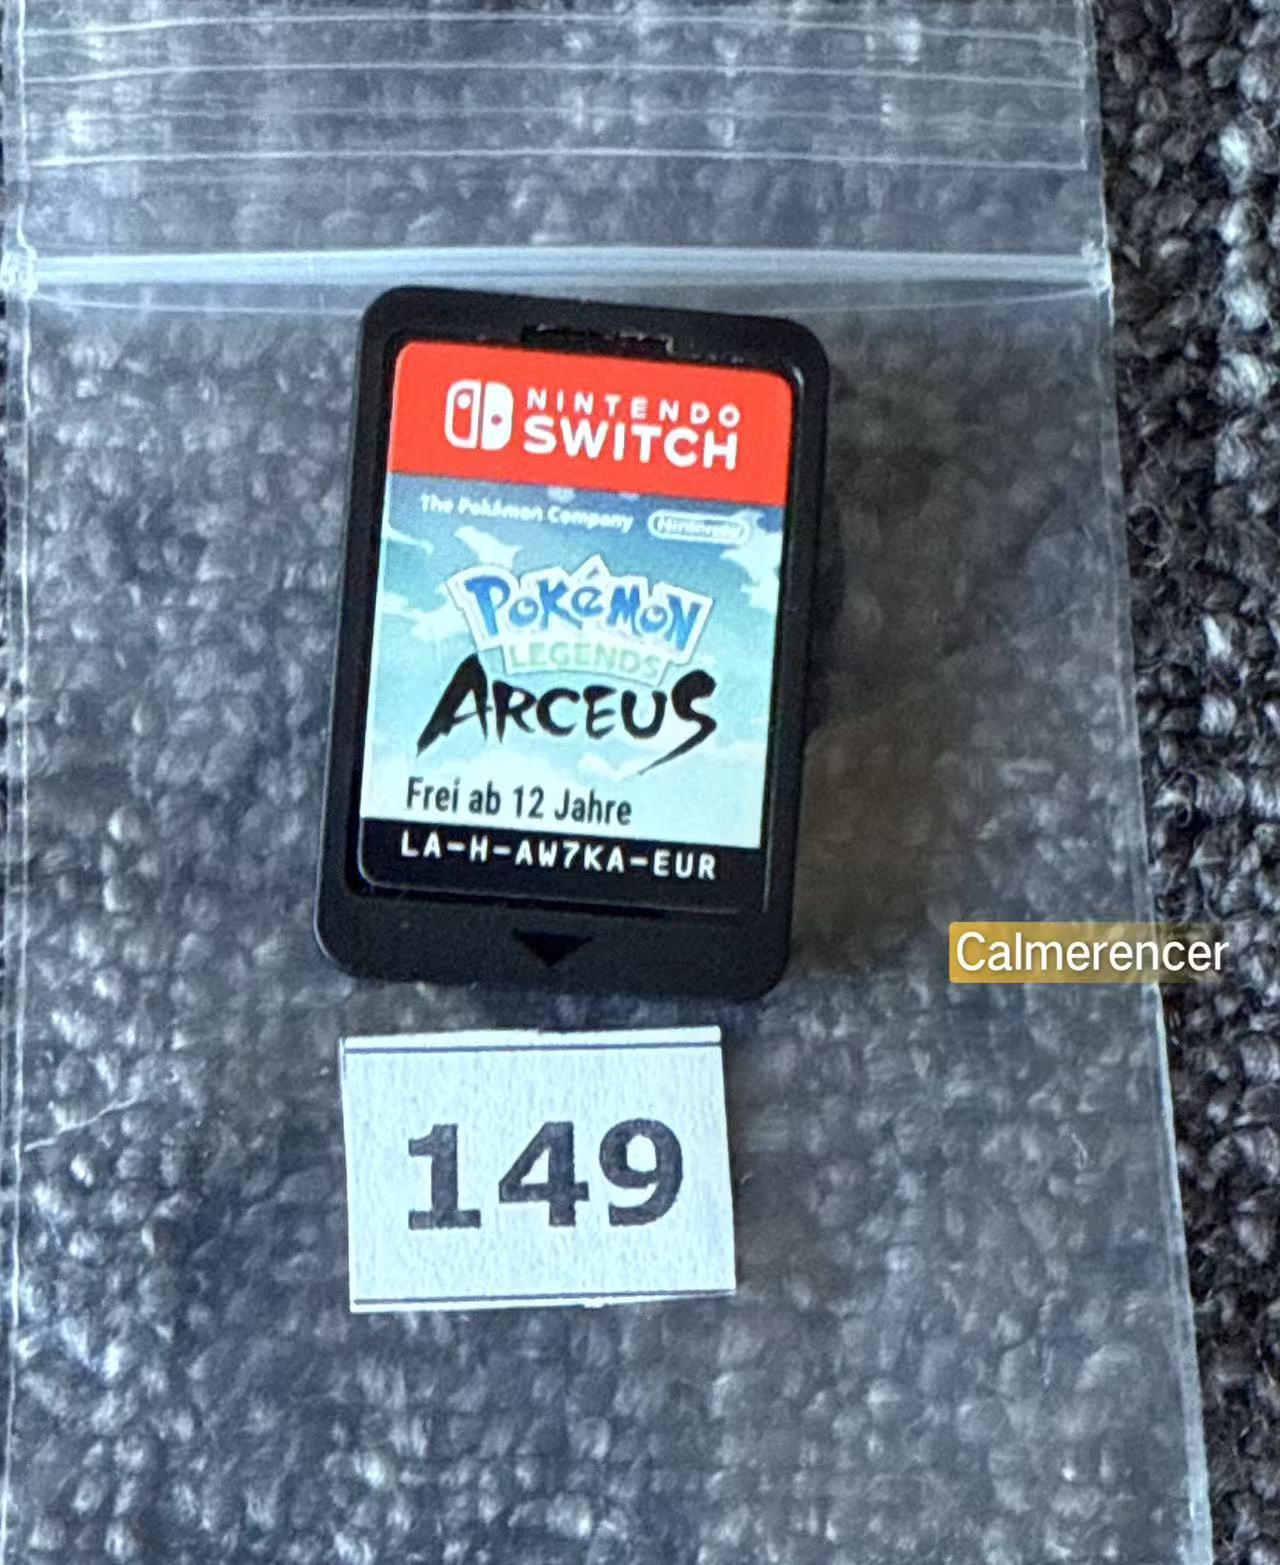 NINTENDO
SWITCH
The Pokémon Company Nintendo
POKéMON
LEGENDS
ARCEUS
Frei ab 12 Jahre
LA-H-AW7KA-EUR
Calmerencer
149